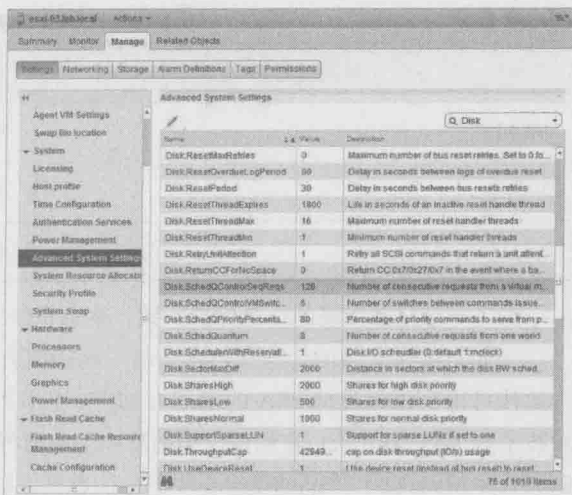 esxi-03.lab.local Actions
Summary Monitor Manage Related Objects
Settings Networking Storage Alarm Definitions Tags Permissions
Agent VM Settings
Swap file location
System
Licensing
Host profile
Time Configuration
Authentication Services
Power Management
Advanced System Settings
System Resource Allocati
Security Profile
System Swap
Hardware
Processors
Memory
Graphics
Power Management
Flash Read Cache
Flash Read Cache Resource
Management
Cache Configuration
Advanced System Settings
Disk
Name Value Description
Disk.ResetMaxRetries 0 Maximum number of bus reset retries. Set to 0 fo...
Disk.ResetOverdueLogPeriod 60 Delay in seconds between logs of overdue reset
Disk.ResetPeriod 30 Delay in seconds between bus resets retries
Disk.ResetThreadExpires 1800 Life in seconds of an inactive reset handle thread
Disk.ResetThreadMax 16 Maximum number of reset handler threads
Disk.ResetThreadMin 1 Minimum number of reset handler threads
Disk.RetryUnitAttention 1 Retry all SCSI commands that return a unit attent...
Disk.ReturnCCForNoSpace 0 Return CC 0x7/0x27/0x7 in the event where a ba...
Disk.SchedQControlSeqReqs 128 Number of consecutive requests from a virtual m...
Disk.SchedQControlVMSwitc... 6 Number of switches between commands issue...
Disk.SchedQPriorityPercenta... 80 Percentage of priority commands to serve from p...
Disk.SchedQuantum 8 Number of consecutive requests from one world
Disk.SchedulerWithReservati... 1 Disk I/O scheudler (0:default 1:mclock)
Disk.SectorMaxDiff 2000 Distance in sectors at which the disk BW sched...
Disk.SharesHigh 2000 Shares for high disk priority
Disk.SharesLow 500 Shares for low disk priority
Disk.SharesNormal 1000 Shares for normal disk priority
Disk.SupportSparseLUN 1 Support for sparse LUNs if set to one
Disk.ThroughputCap 42949... cap on disk throughput (IO/s) usage
Disk.UseDeviceReset 1 Use device reset (instead of bus reset) to reset
75 of 1019 items